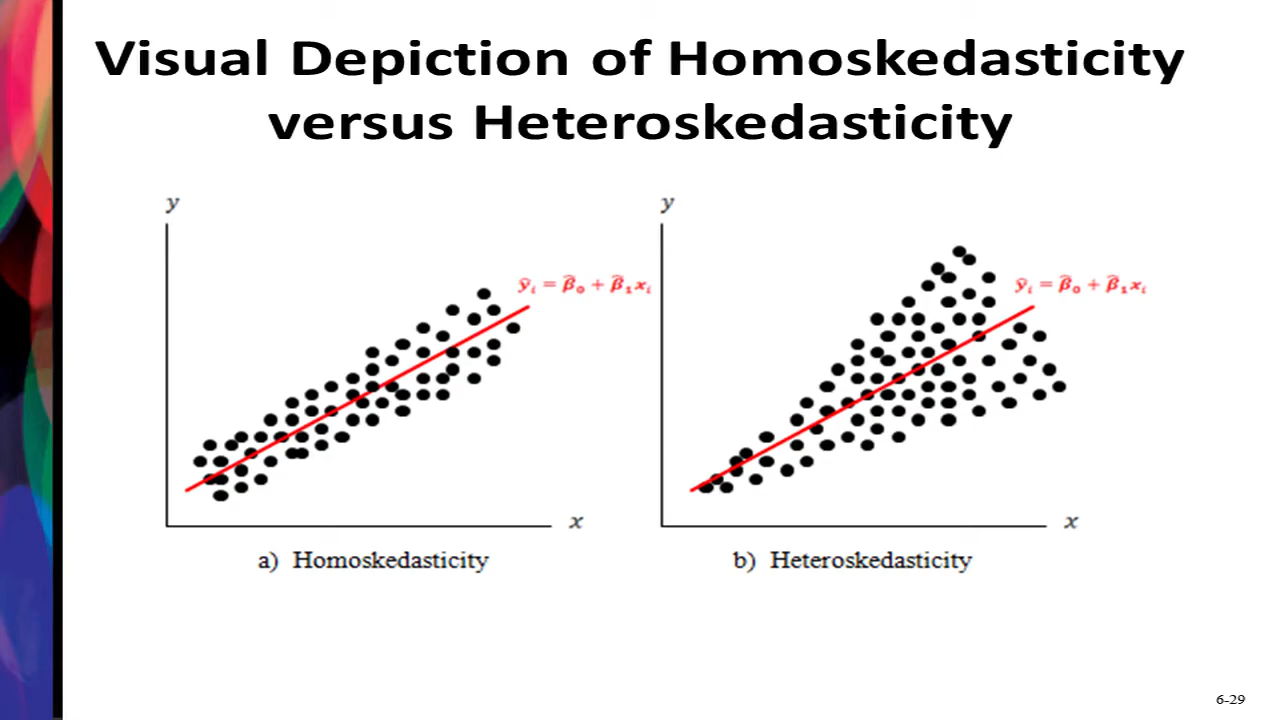 Visual Depiction of Homoskedasticity
versus Heteroskedasticity
y
ŷᵢ = β̂₀ + β̂₁xᵢ
x
a) Homoskedasticity
y
ŷᵢ = β̂₀ + β̂₁xᵢ
x
b) Heteroskedasticity
6-29